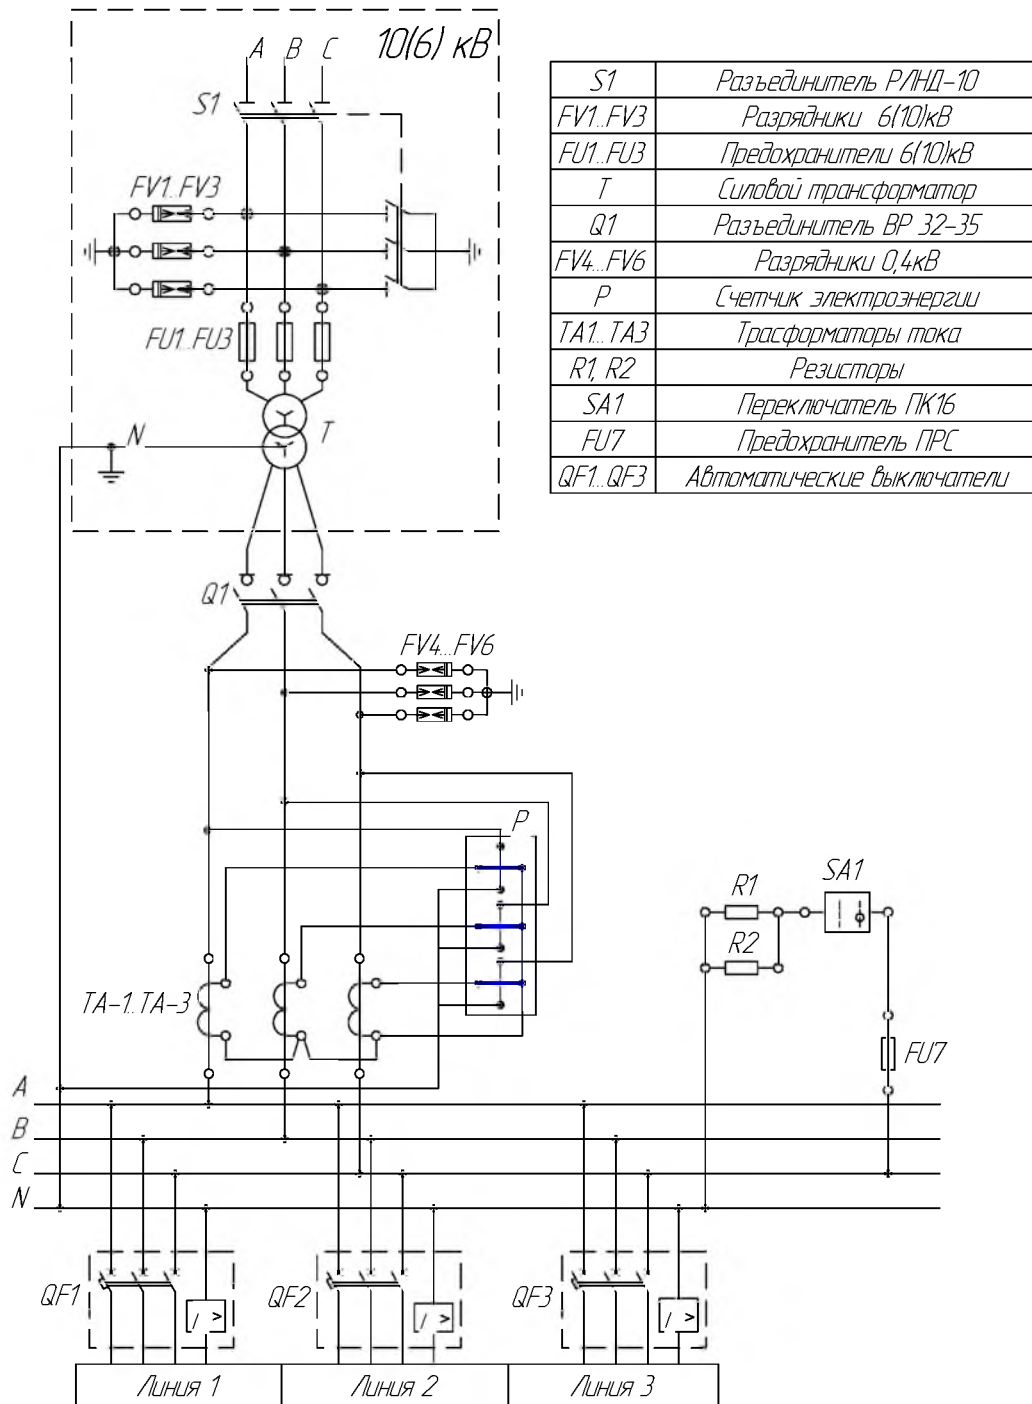 10(6) кВ
A B C
S1
FV1...FV3
FU1...FU3
N
T
S1 Разъединитель РЛНД-10
FV1...FV3 Разрядники 6(10)кВ
FU1...FU3 Предохранители 6(10)кВ
T Силовой трансформатор
Q1 Разъединитель ВР 32-35
FV4...FV6 Разрядники 0,4кВ
P Счетчик электроэнергии
TA1...TA3 Трасформаторы тока
R1, R2 Резисторы
SA1 Переключатель ПК16
FU7 Предохранитель ПРС
QF1...QF3 Автоматические выключатели
Q1
FV4...FV6
P
R1
SA1
R2
TA-1...TA-3
FU7
A
B
C
N
QF1
I >
QF2
I >
QF3
I >
Линия 1
Линия 2
Линия 3